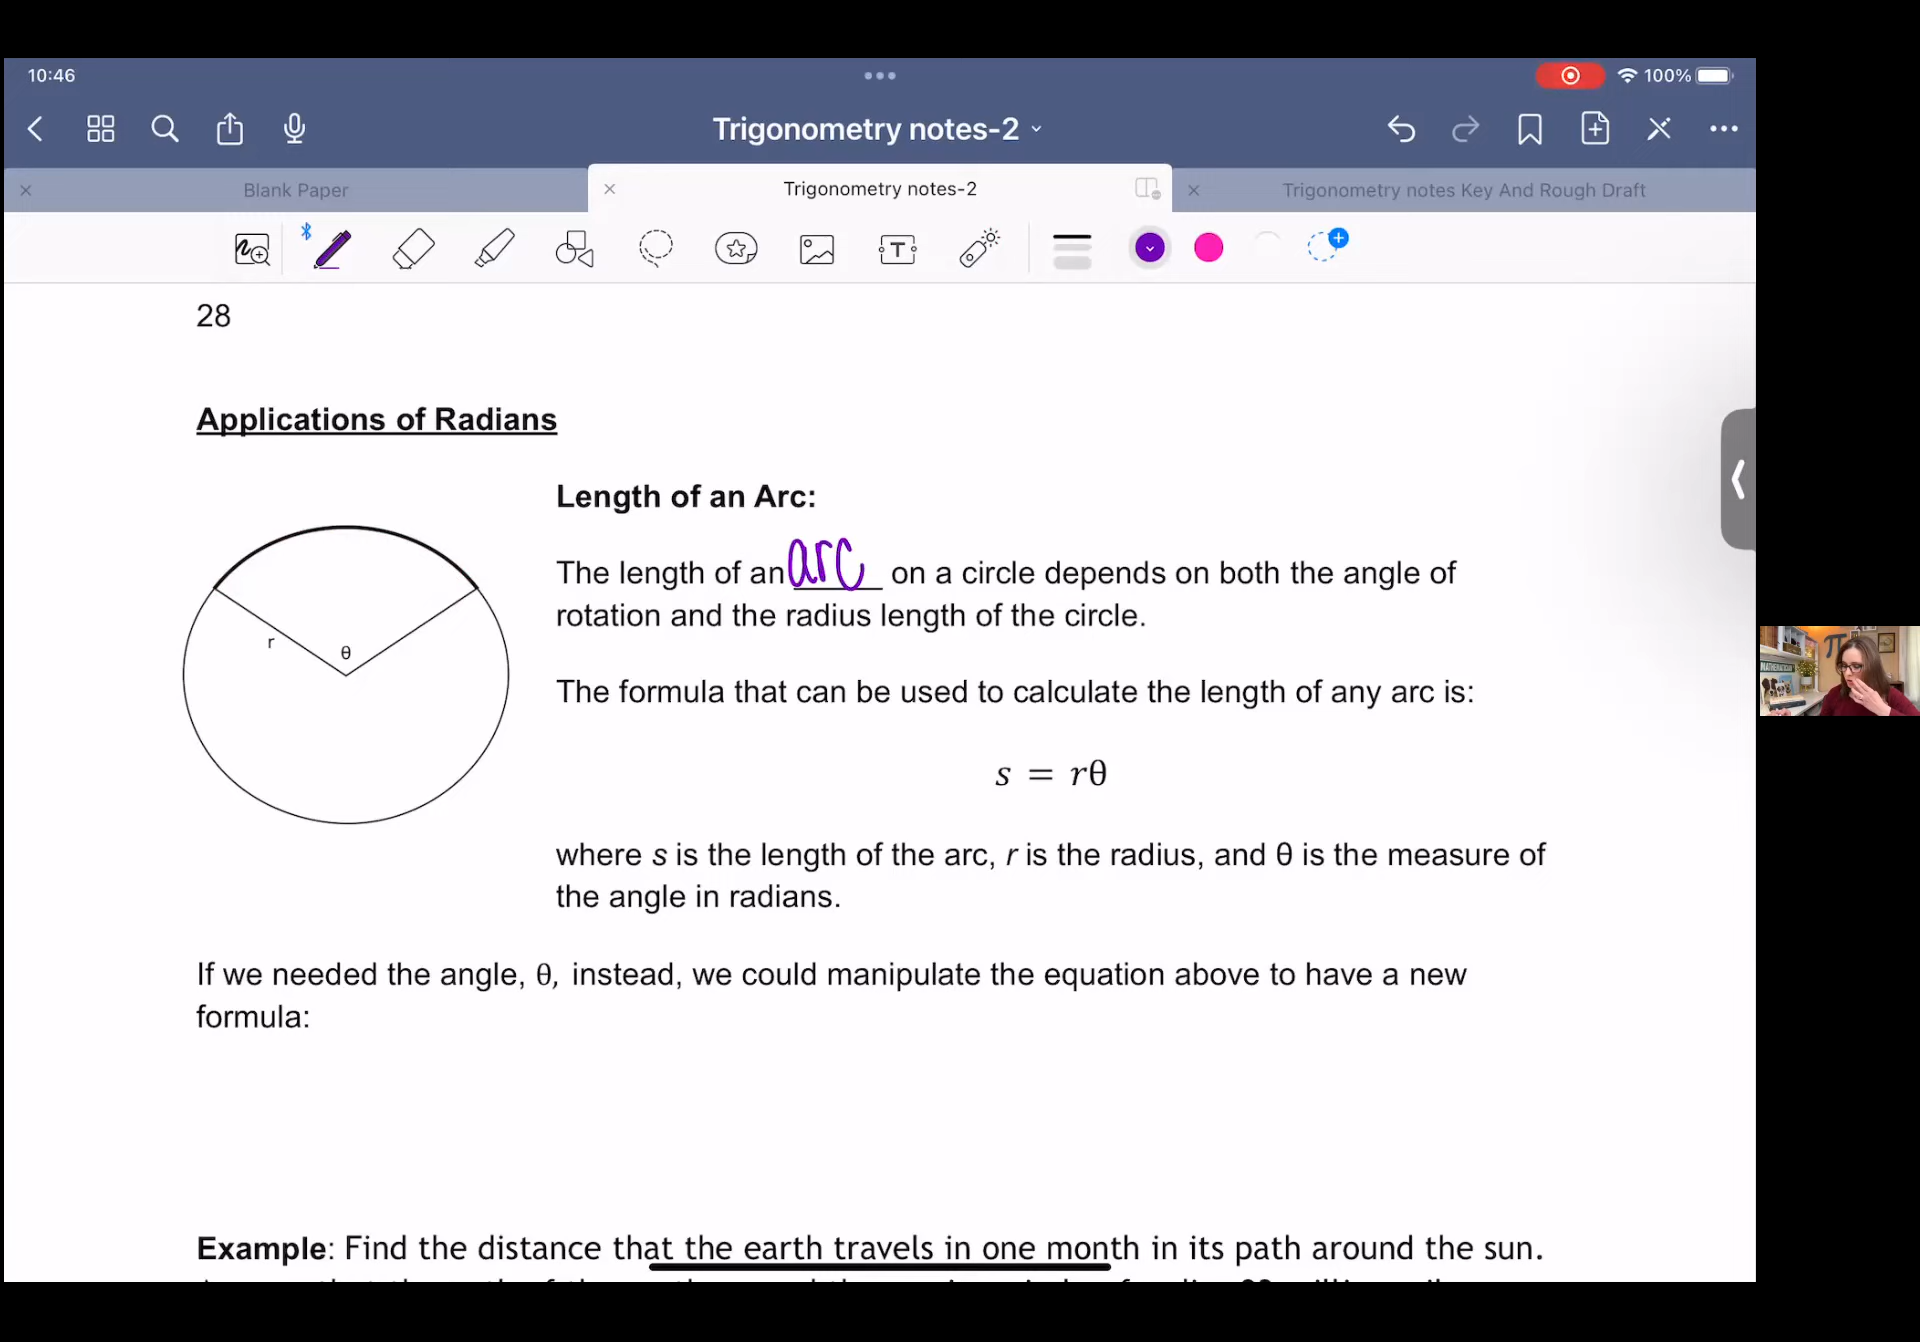 10:46
100%
Trigonometry notes-2
Blank Paper
Trigonometry notes-2
Trigonometry notes Key And Rough Draft
28
Applications of Radians
Length of an Arc:
The length of an arc on a circle depends on both the angle of
rotation and the radius length of the circle.
r
θ
The formula that can be used to calculate the length of any arc is:
s = rθ
where s is the length of the arc, r is the radius, and θ is the measure of
the angle in radians.
If we needed the angle, θ, instead, we could manipulate the equation above to have a new
formula:
Example: Find the distance that the earth travels in one month in its path around the sun.